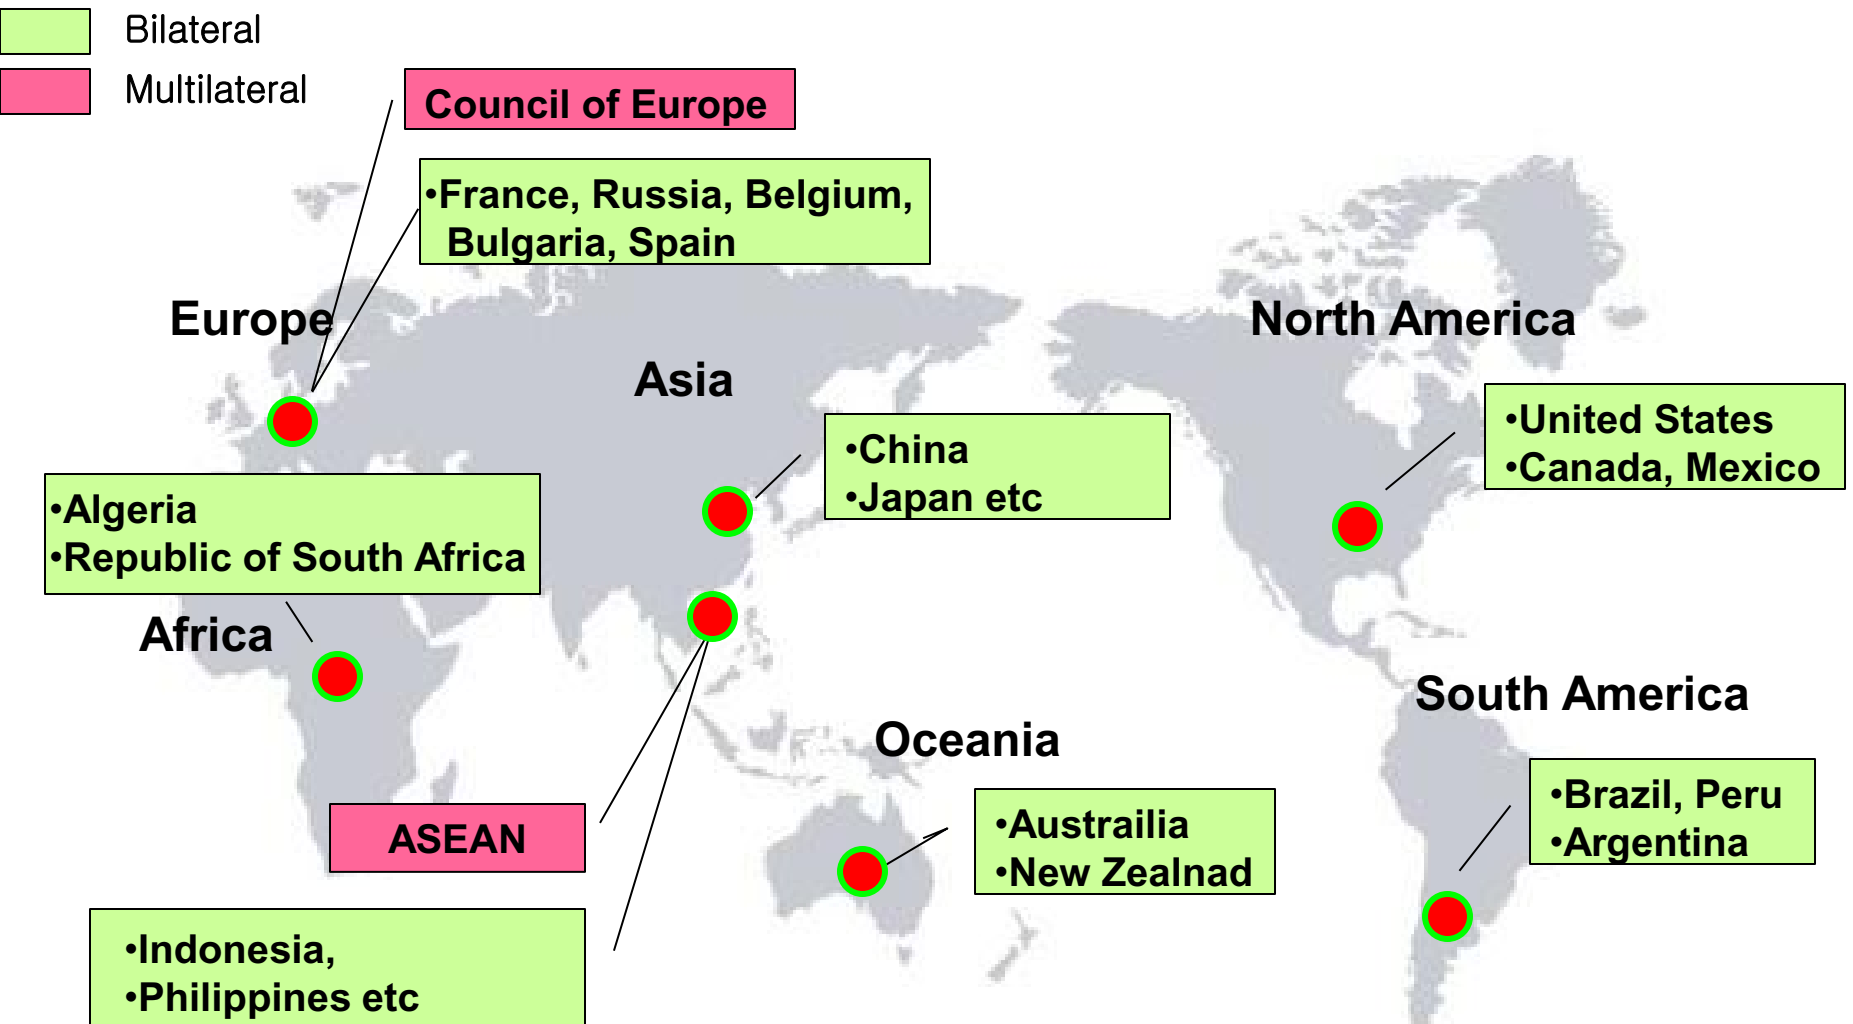 Bilateral
Multilateral
Council of Europe
•France, Russia, Belgium,
Bulgaria, Spain
Europe
North America
Asia
•United States
•Canada, Mexico
•China
•Japan etc
•Algeria
•Republic of South Africa
Africa
South America
Oceania
•Brazil, Peru
•Argentina
•Austrailia
•New Zealnad
ASEAN
•Indonesia,
•Philippines etc